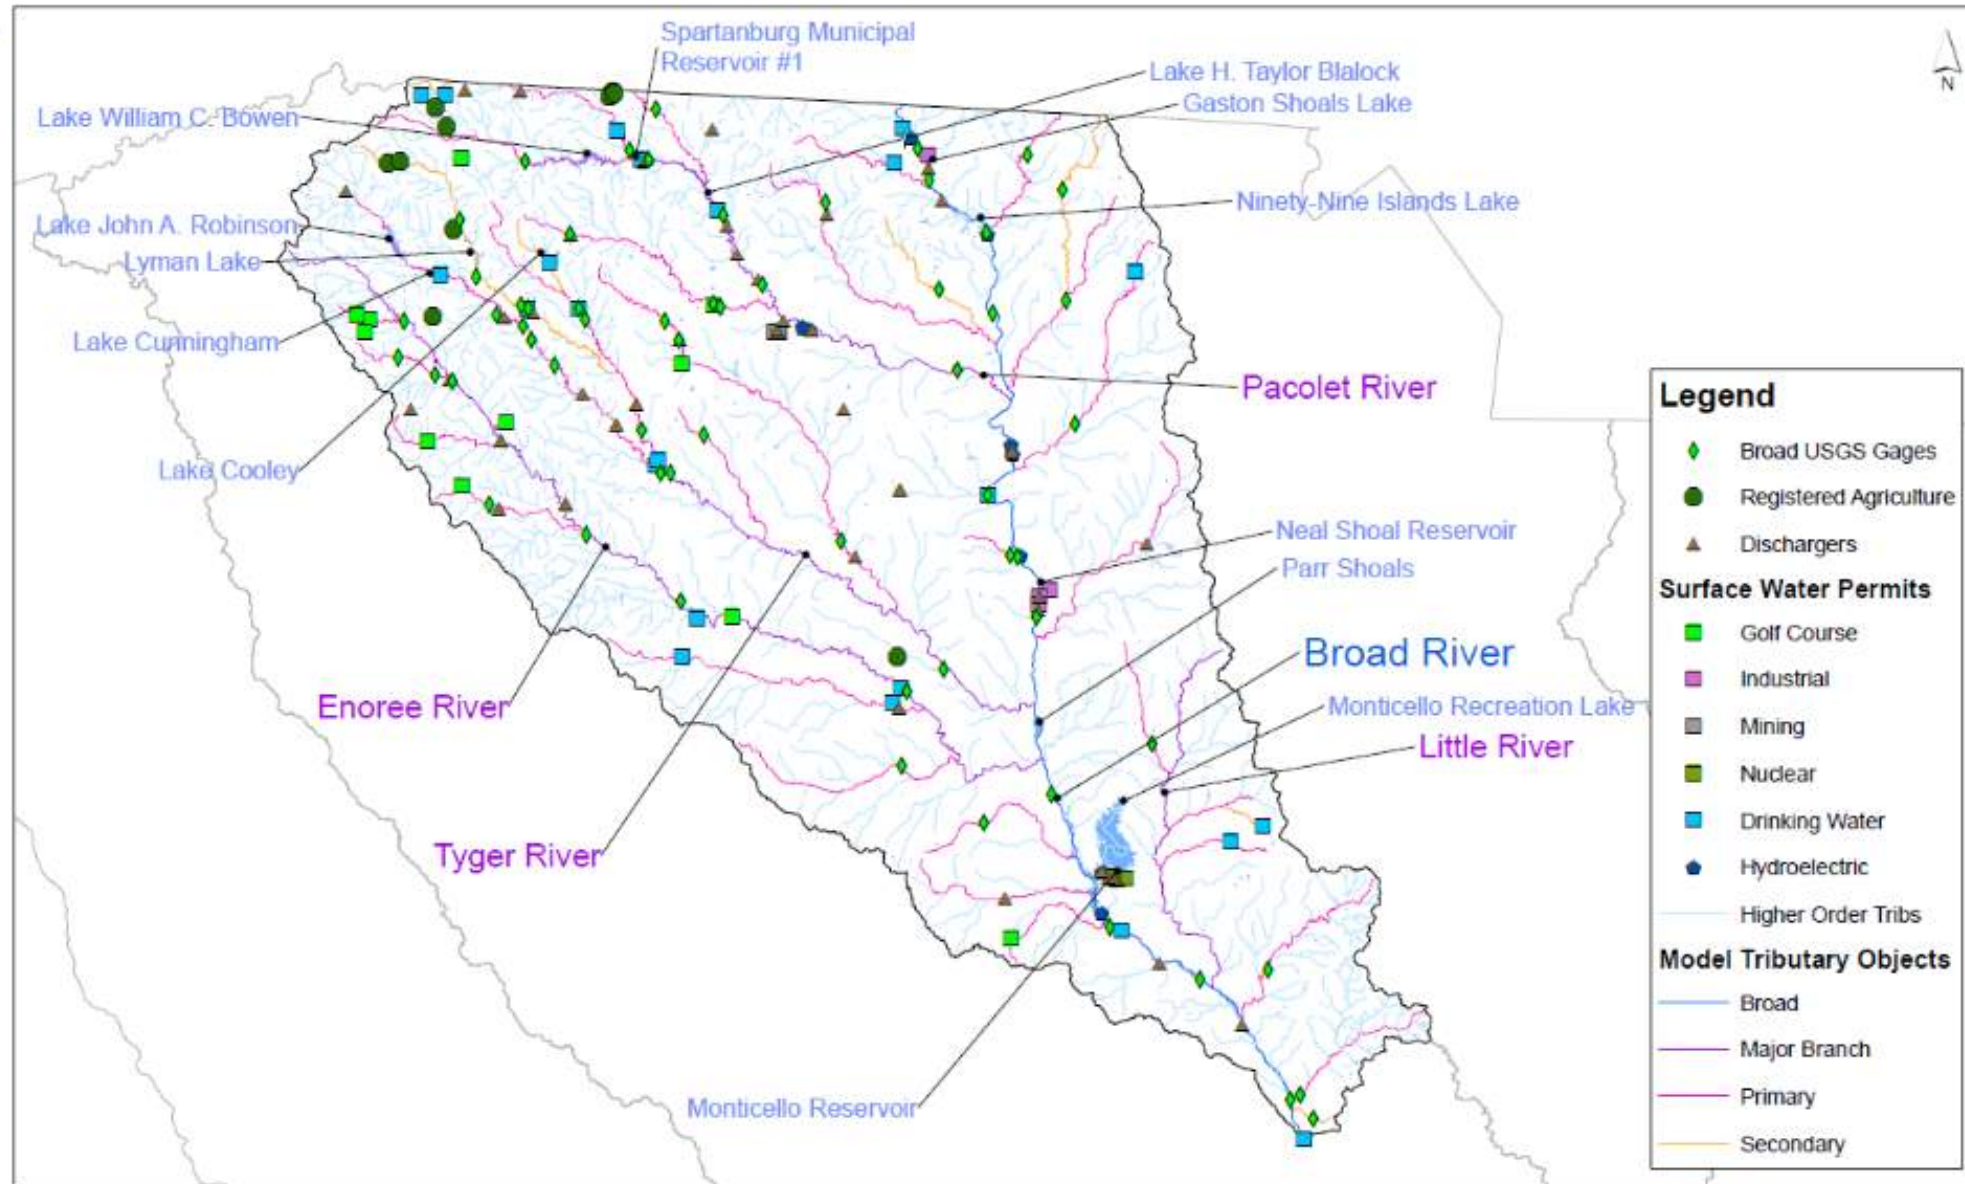 Spartanburg Municipal
Reservoir #1
Lake H. Taylor Blalock
Gaston Shoals Lake
N
Lake William C. Bowen
Ninety-Nine Islands Lake
Lake John A. Robinson
Lyman Lake
Lake Cunningham
Pacolet River
Lake Cooley
Neal Shoal Reservoir
Parr Shoals
Broad River
Enoree River
Monticello Recreation Lake
Little River
Tyger River
Monticello Reservoir
Legend
Broad USGS Gages
Registered Agriculture
Dischargers
Surface Water Permits
Golf Course
Industrial
Mining
Nuclear
Drinking Water
Hydroelectric
Higher Order Tribs
Model Tributary Objects
Broad
Major Branch
Primary
Secondary